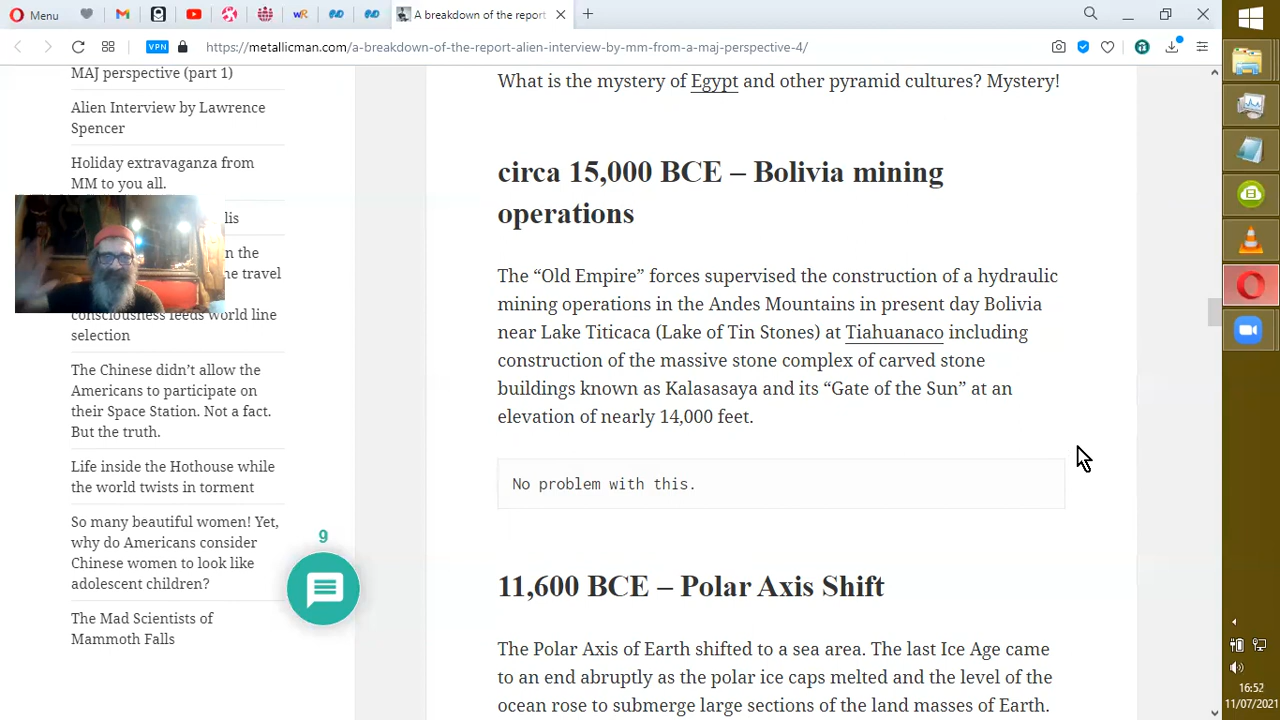 Menu
A breakdown of the report
VPN
https://metallicman.com/a-breakdown-of-the-report-alien-interview-by-mm-from-a-maj-perspective-4/
MAJ perspective (part 1)
Alien Interview by Lawrence
Spencer
Holiday extravaganza from
MM to you all.
lis
n the
ne travel
consciousness feeds world line
selection
The Chinese didn’t allow the
Americans to participate on
their Space Station. Not a fact.
But the truth.
Life inside the Hothouse while
the world twists in torment
So many beautiful women! Yet,
why do Americans consider
Chinese women to look like
adolescent children?
The Mad Scientists of
Mammoth Falls
9
What is the mystery of Egypt and other pyramid cultures? Mystery!
circa 15,000 BCE – Bolivia mining
operations
The “Old Empire” forces supervised the construction of a hydraulic
mining operations in the Andes Mountains in present day Bolivia
near Lake Titicaca (Lake of Tin Stones) at Tiahuanaco including
construction of the massive stone complex of carved stone
buildings known as Kalasasaya and its “Gate of the Sun” at an
elevation of nearly 14,000 feet.
No problem with this.
11,600 BCE – Polar Axis Shift
The Polar Axis of Earth shifted to a sea area. The last Ice Age came
to an end abruptly as the polar ice caps melted and the level of the
ocean rose to submerge large sections of the land masses of Earth.
16:52
11/07/2021